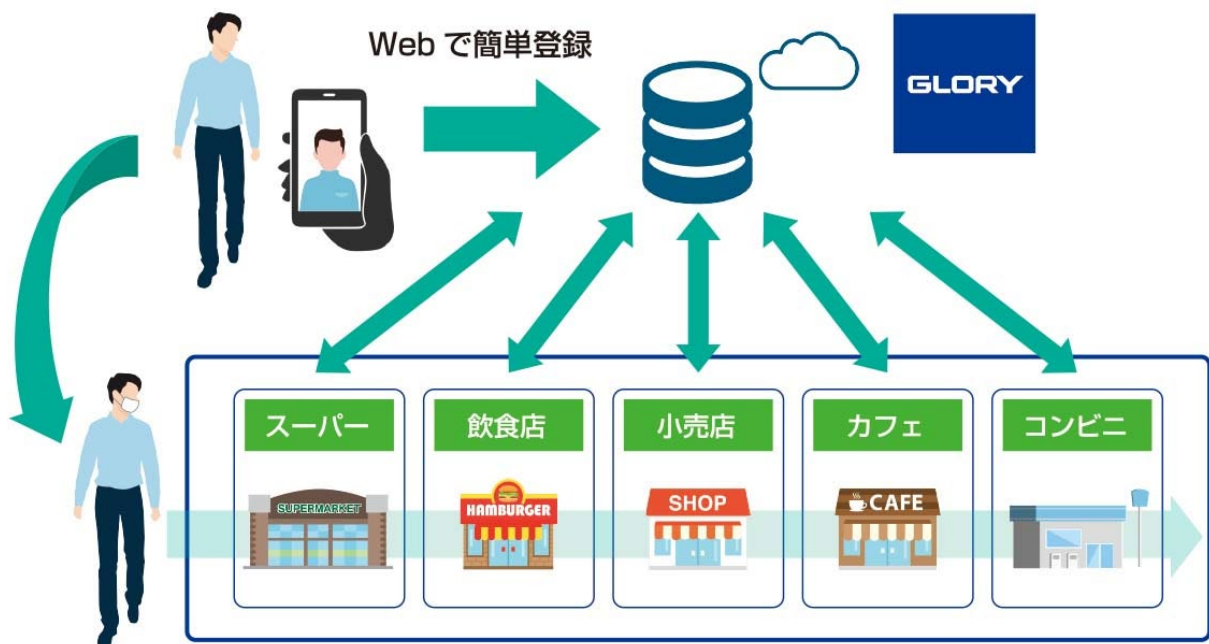 Webで簡単登録
GLORY
スーパー
飲食店
小売店
カフェ
コンビニ
SUPERMARKET
HAMBURGER
SHOP
CAFE